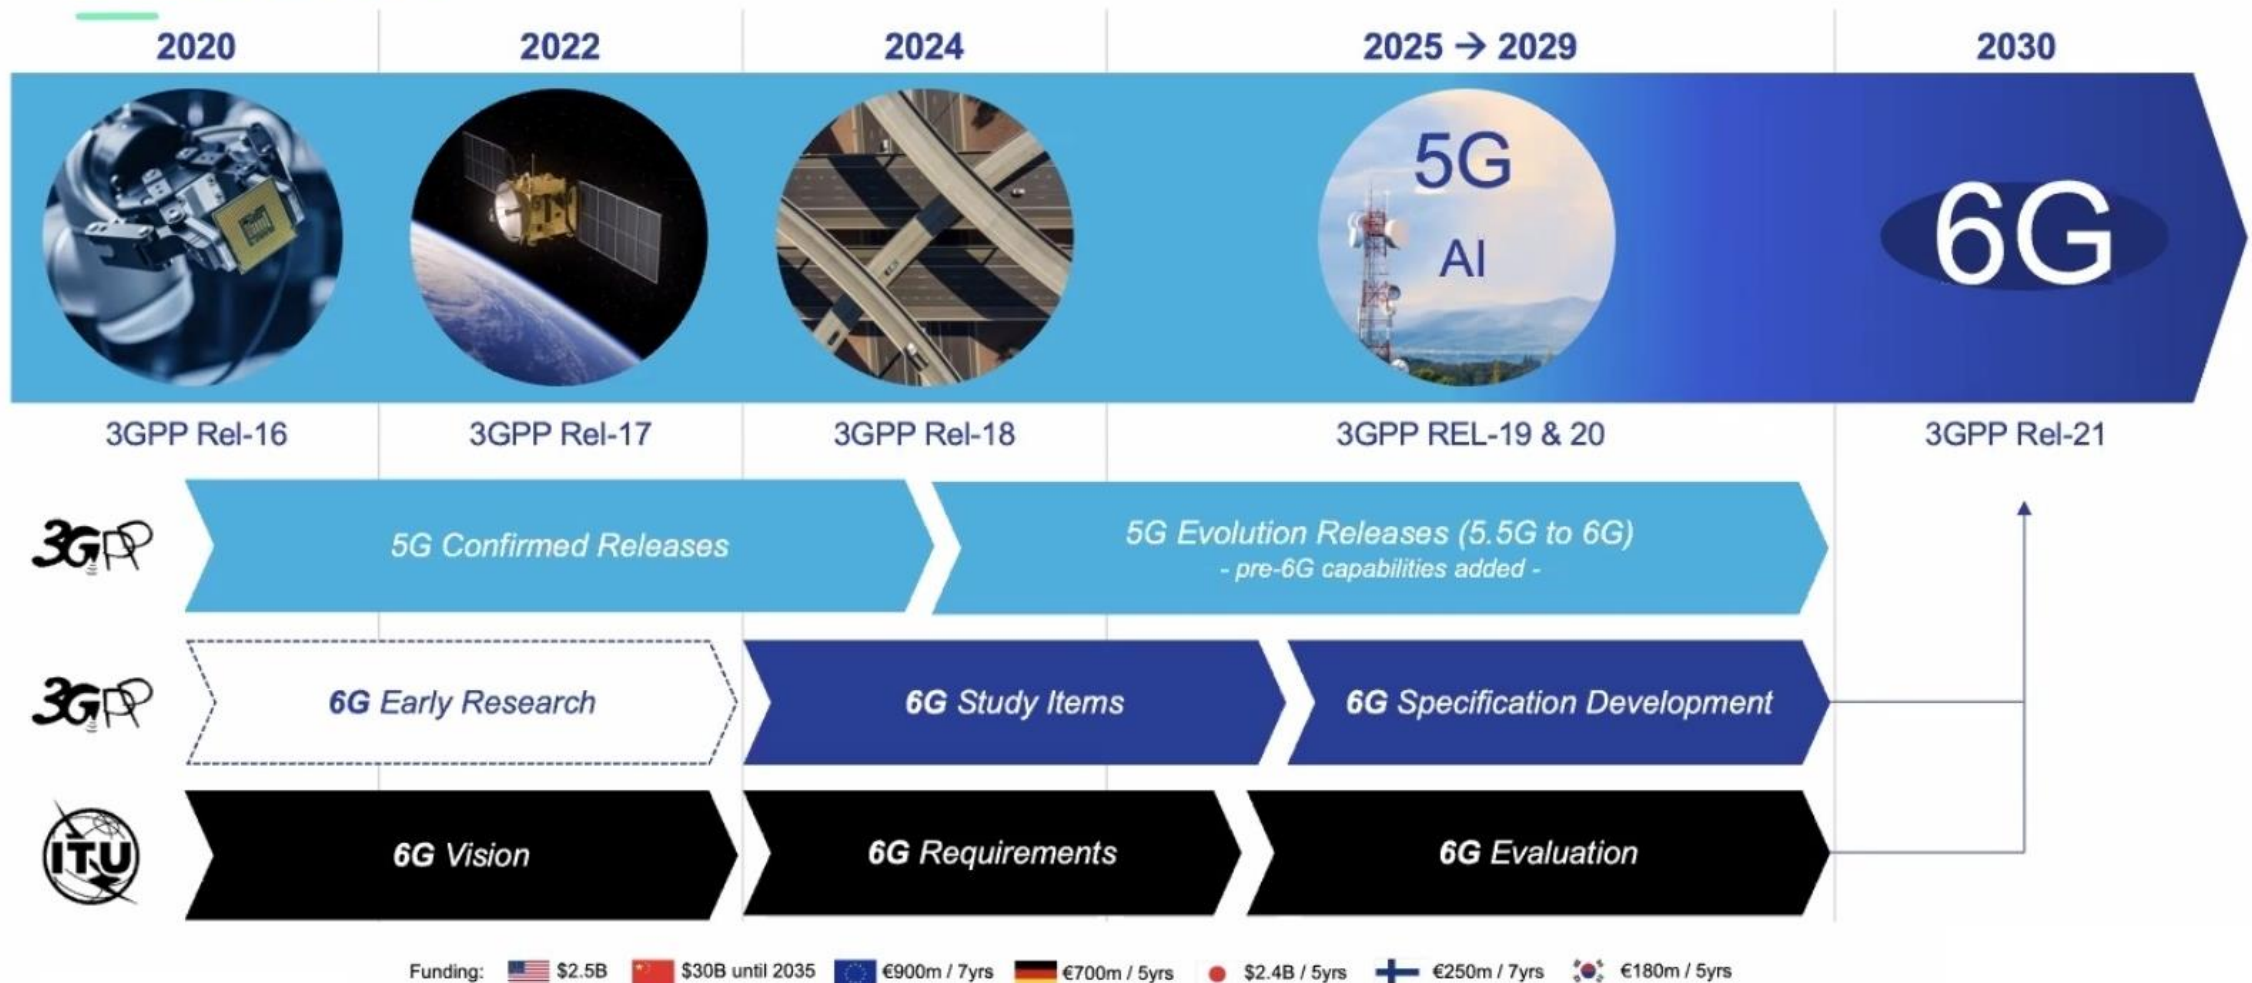 2020
2022
2024
2025 → 2029
2030
5G
AI
6G
3GPP Rel-16
3GPP Rel-17
3GPP Rel-18
3GPP REL-19 & 20
3GPP Rel-21
3GPP
5G Confirmed Releases
5G Evolution Releases (5.5G to 6G)
- pre-6G capabilities added -
3GPP
6G Early Research
6G Study Items
6G Specification Development
ITU
6G Vision
6G Requirements
6G Evaluation
Funding: $2.5B $30B until 2035 €900m / 7yrs €700m / 5yrs $2.4B / 5yrs €250m / 7yrs €180m / 5yrs